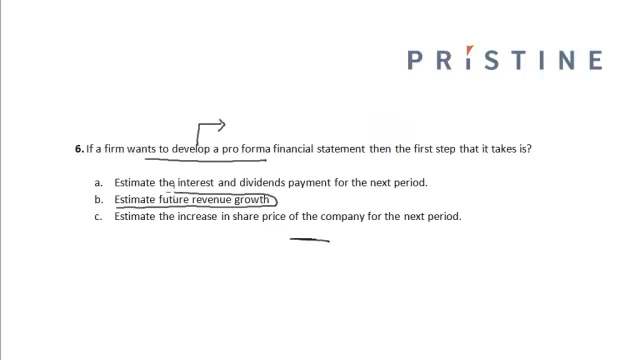 PRiSTINE
6. If a firm wants to develop a pro forma financial statement then the first step that it takes is?
a. Estimate the interest and dividends payment for the next period.
b. Estimate future revenue growth
c. Estimate the increase in share price of the company for the next period.